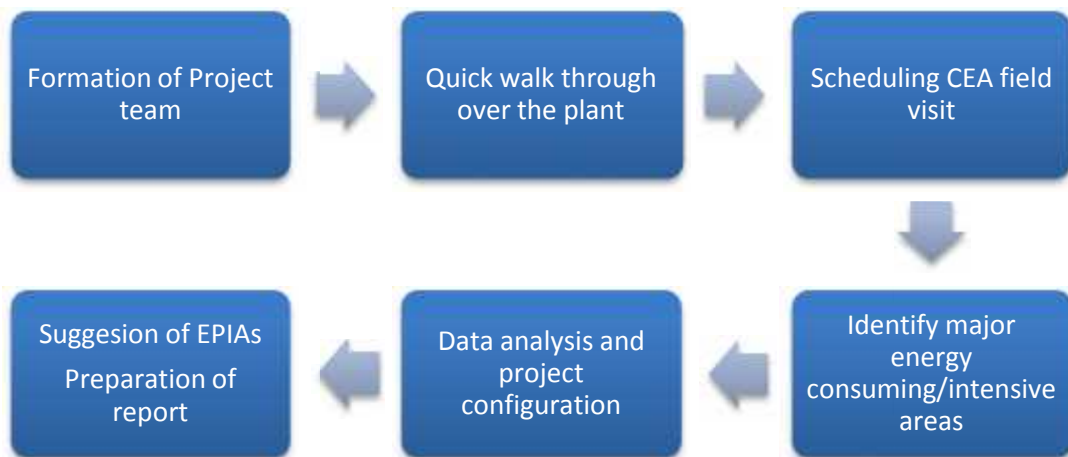 Formation of Project
team
Quick walk through
over the plant
Scheduling CEA field
visit
Identify major
energy
consuming/intensive
areas
Data analysis and
project
configuration
Suggesion of EPIAs
Preparation of
report